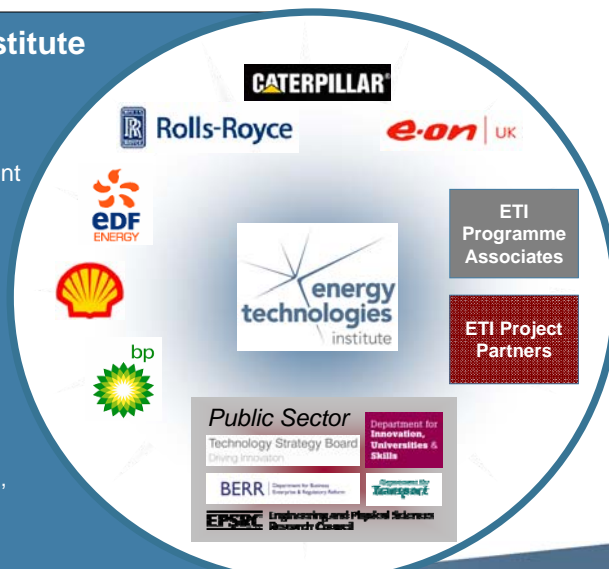 stitute
CATERPILLAR®
Rolls-Royce
e·on | UK
nt
eDF
ENERGY
ETI
Programme
Associates
energy
technologies
institute
ETI Project
Partners
bp
Public Sector
Technology Strategy Board
Driving Innovation
Department for
Innovation,
Universities &
Skills
BERR | Department for Business
Enterprise & Regulatory Reform
Department for
Transport
,
EPSRC Engineering and Physical Sciences
Research Council